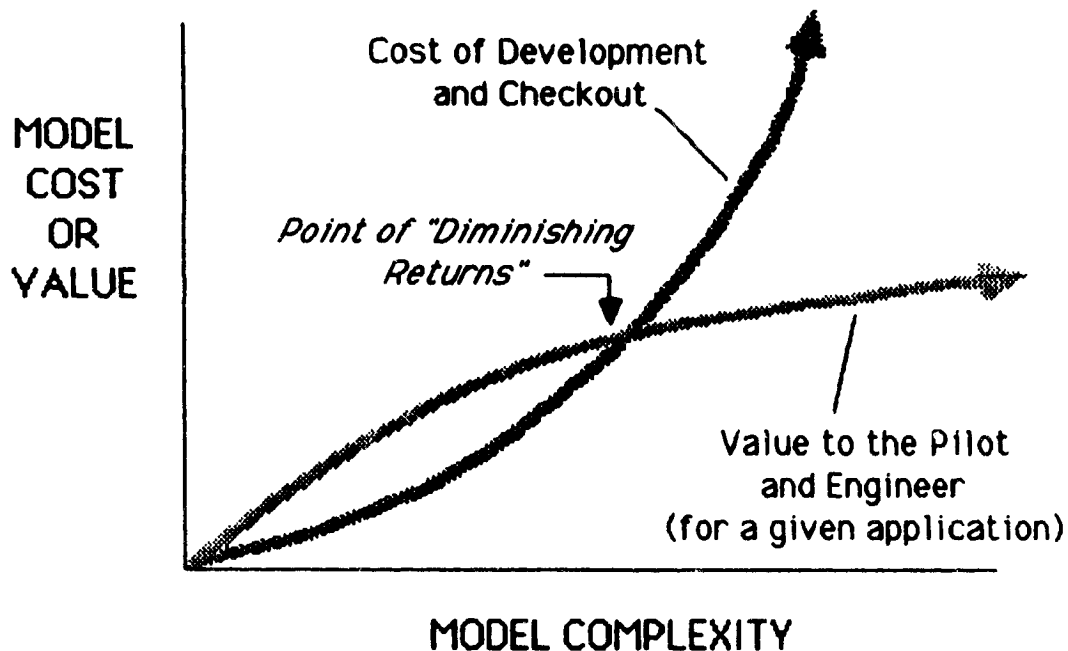 Cost of Development
and Checkout
MODEL
COST
OR
VALUE
Point of "Diminishing
Returns"
Value to the Pilot
and Engineer
(for a given application)
MODEL COMPLEXITY